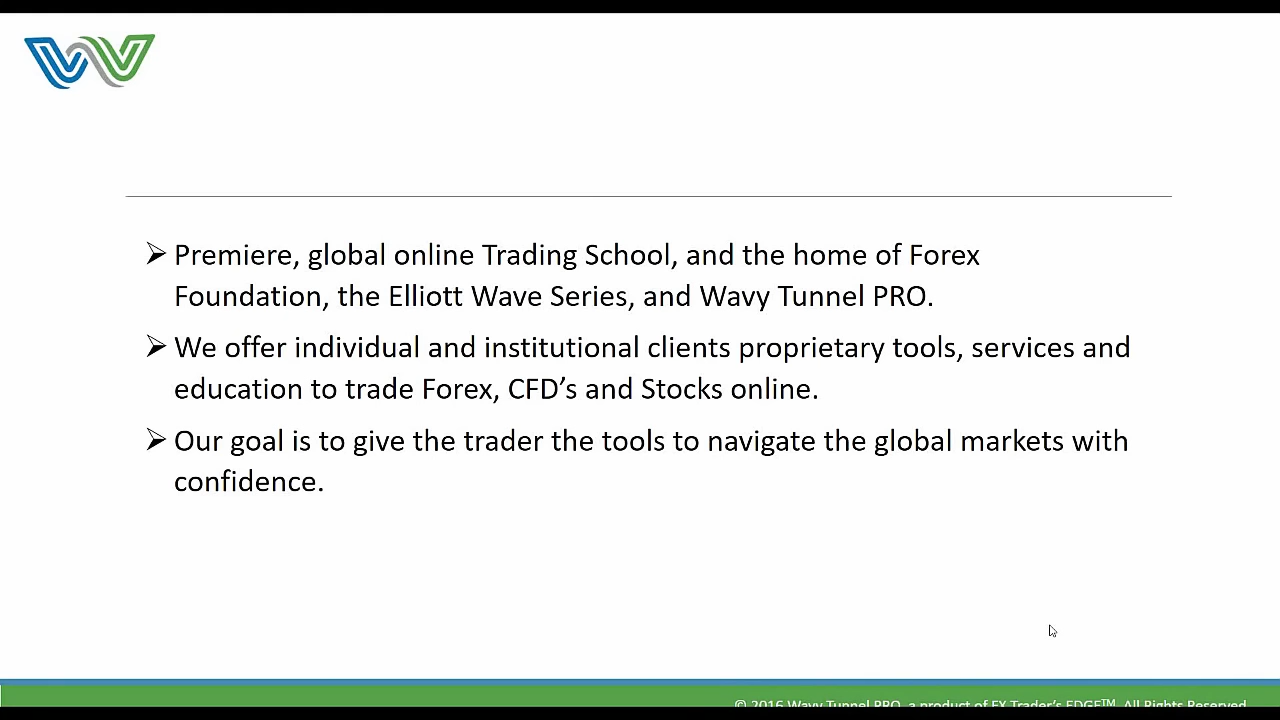 ➢ Premiere, global online Trading School, and the home of Forex
Foundation, the Elliott Wave Series, and Wavy Tunnel PRO.
➢ We offer individual and institutional clients proprietary tools, services and
education to trade Forex, CFD’s and Stocks online.
➢ Our goal is to give the trader the tools to navigate the global markets with
confidence.
© 2016 Wavy Tunnel PRO, a product of FX Trader’s EDGE™. All Rights Reserved